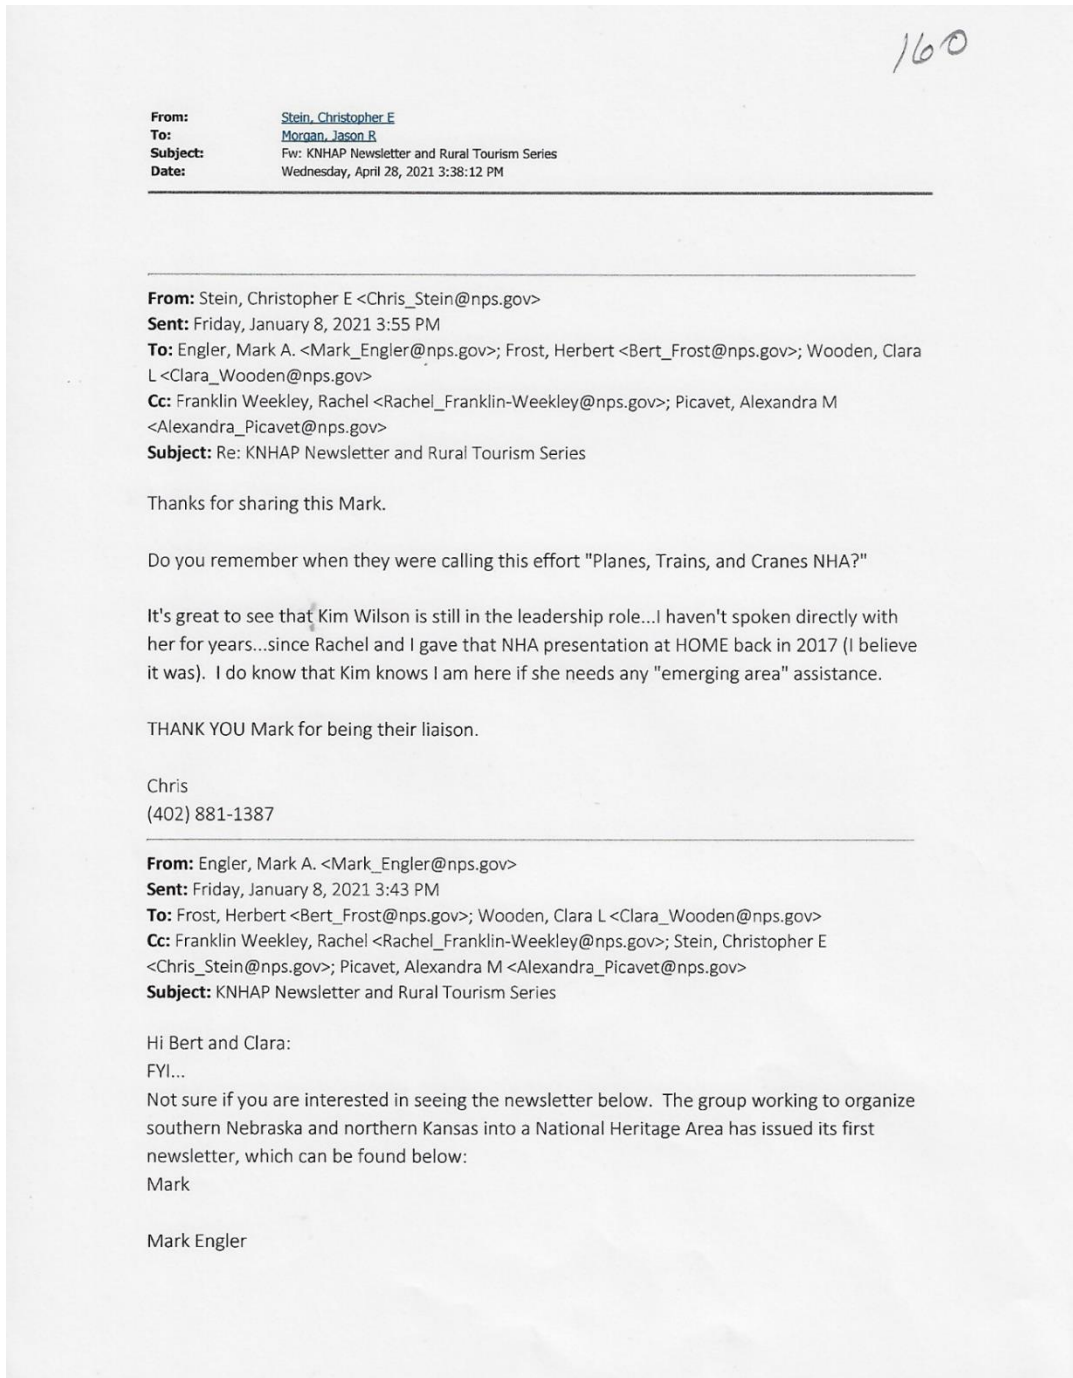 160
From: Stein, Christopher E
To: Morgan, Jason R
Subject: Fw: KNHAP Newsletter and Rural Tourism Series
Date: Wednesday, April 28, 2021 3:38:12 PM
From: Stein, Christopher E <Chris_Stein@nps.gov>
Sent: Friday, January 8, 2021 3:55 PM
To: Engler, Mark A. <Mark_Engler@nps.gov>; Frost, Herbert <Bert_Frost@nps.gov>; Wooden, Clara
L <Clara_Wooden@nps.gov>
Cc: Franklin Weekley, Rachel <Rachel_Franklin-Weekley@nps.gov>; Picavet, Alexandra M
<Alexandra_Picavet@nps.gov>
Subject: Re: KNHAP Newsletter and Rural Tourism Series
Thanks for sharing this Mark.
Do you remember when they were calling this effort "Planes, Trains, and Cranes NHA?"
It's great to see that Kim Wilson is still in the leadership role...I haven't spoken directly with
her for years...since Rachel and I gave that NHA presentation at HOME back in 2017 (I believe
it was).  I do know that Kim knows I am here if she needs any "emerging area" assistance.
THANK YOU Mark for being their liaison.
Chris
(402) 881-1387
From: Engler, Mark A. <Mark_Engler@nps.gov>
Sent: Friday, January 8, 2021 3:43 PM
To: Frost, Herbert <Bert_Frost@nps.gov>; Wooden, Clara L <Clara_Wooden@nps.gov>
Cc: Franklin Weekley, Rachel <Rachel_Franklin-Weekley@nps.gov>; Stein, Christopher E
<Chris_Stein@nps.gov>; Picavet, Alexandra M <Alexandra_Picavet@nps.gov>
Subject: KNHAP Newsletter and Rural Tourism Series
Hi Bert and Clara:
FYI...
Not sure if you are interested in seeing the newsletter below.  The group working to organize
southern Nebraska and northern Kansas into a National Heritage Area has issued its first
newsletter, which can be found below:
Mark
Mark Engler